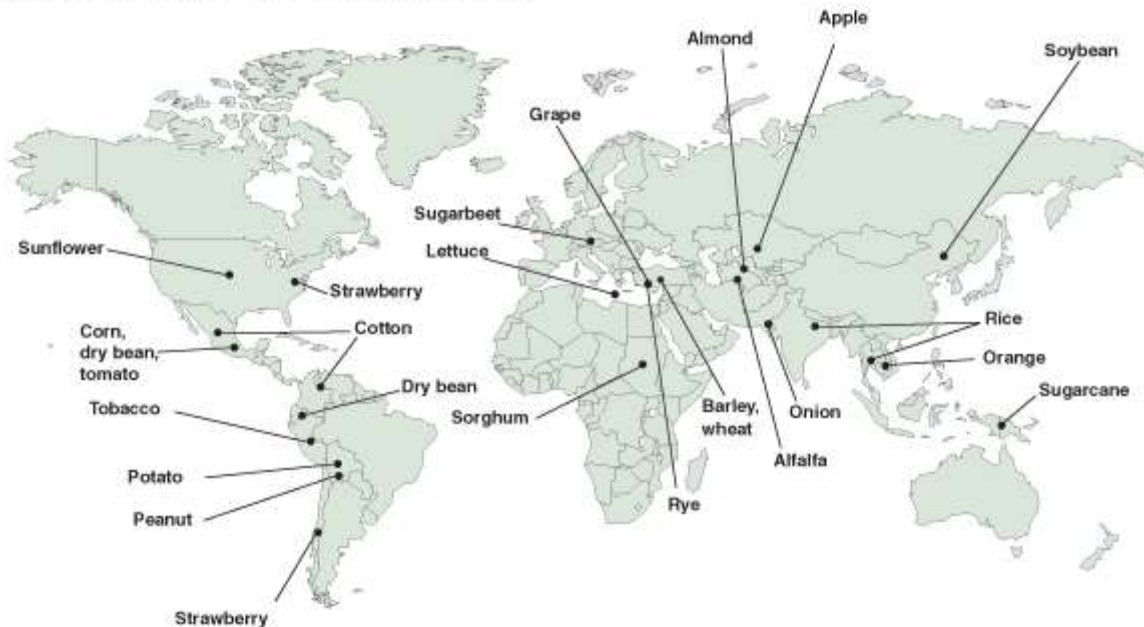 Apple
Almond
Soybean
Grape
Sugarbeet
Lettuce
Sunflower
Strawberry
Corn,
dry bean,
tomato
Cotton
Rice
Orange
Dry bean
Sugarcane
Tobacco
Sorghum
Barley,
wheat
Onion
Alfalfa
Potato
Rye
Peanut
Strawberry